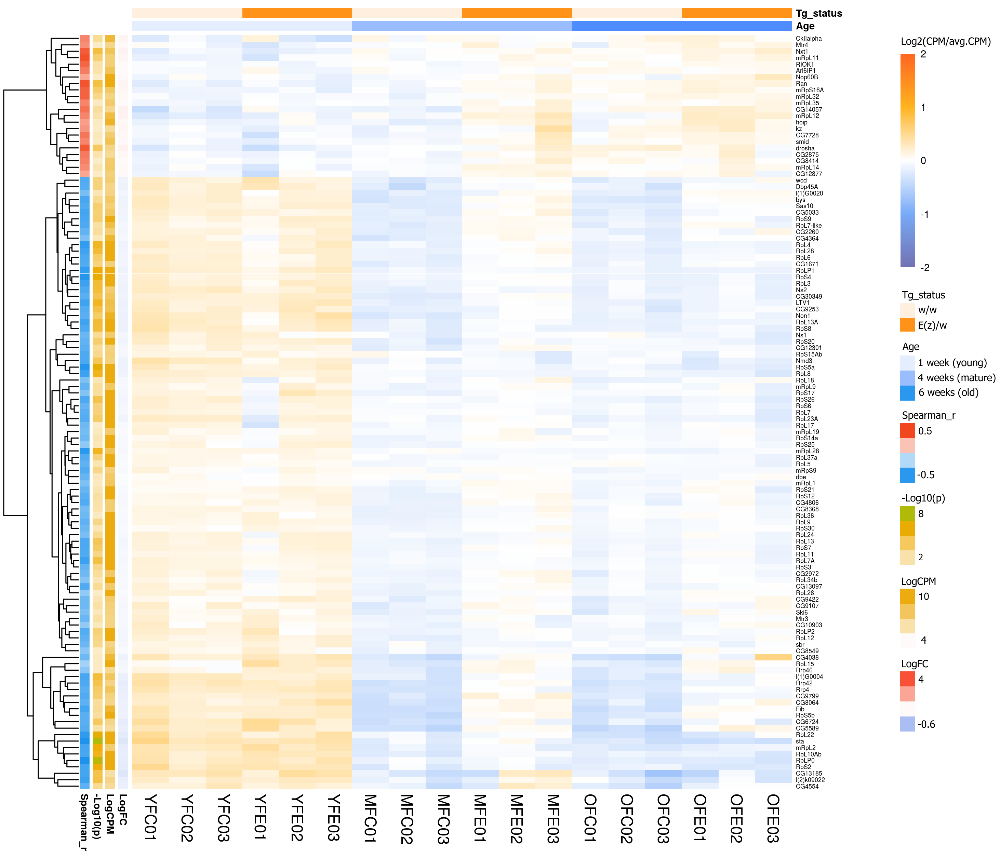 Tg_status
Age
CkIIalpha
Mtr4
Nxt1
mRpL11
RIOK1
Arl6IP1
Nop60B
Ran
mRpS18A
mRpL32
mRpL35
CG14057
mRpL12
hoip
kz
CG7728
smid
drosha
CG2875
CG8414
mRpL14
CG12877
wcd
Dbp45A
l(1)G0020
bys
Sas10
CG5033
RpS9
RpL7-like
CG2260
CG4364
RpL4
RpL28
RpL6
CG1671
RpLP1
RpS4
RpL3
Ns2
CG30349
LTV1
CG9253
Non1
RpL13A
RpS8
Ns1
RpS20
CG12301
RpS15Ab
Nmd3
RpS5a
RpL8
RpL18
mRpL9
RpS17
RpS26
RpS6
RpL7
RpL23A
RpL17
mRpL19
RpS14a
RpS25
mRpL28
RpL37a
RpL5
mRpS9
dbe
mRpL1
RpS21
RpS12
CG4806
CG8368
RpL36
RpL9
RpS30
RpL24
RpL13
RpS7
RpL11
RpL7A
RpS3
CG2972
RpL34b
CG13097
RpL26
CG9422
CG9107
Ski6
Mtr3
CG10903
RpLP2
RpL12
sbr
CG8549
CG4038
RpL15
Rrp46
l(1)G0004
Rrp42
Rrp4
CG9799
CG8064
Fib
RpS5b
CG6724
CG5589
RpL22
sta
mRpL2
RpL10Ab
RpLP0
RpS2
CG13185
l(2)k09022
CG4554
Spearman_r
-Log10(p)
LogCPM
LogFC
YFC01
YFC02
YFC03
YFE01
YFE02
YFE03
MFC01
MFC02
MFC03
MFE01
MFE02
MFE03
OFC01
OFC02
OFC03
OFE01
OFE02
OFE03
Log2(CPM/avg.CPM)
2
1
0
-1
-2
Tg_status
w/w
E(z)/w
Age
1 week (young)
4 weeks (mature)
6 weeks (old)
Spearman_r
0.5
-0.5
-Log10(p)
8
2
LogCPM
10
4
LogFC
4
-0.6